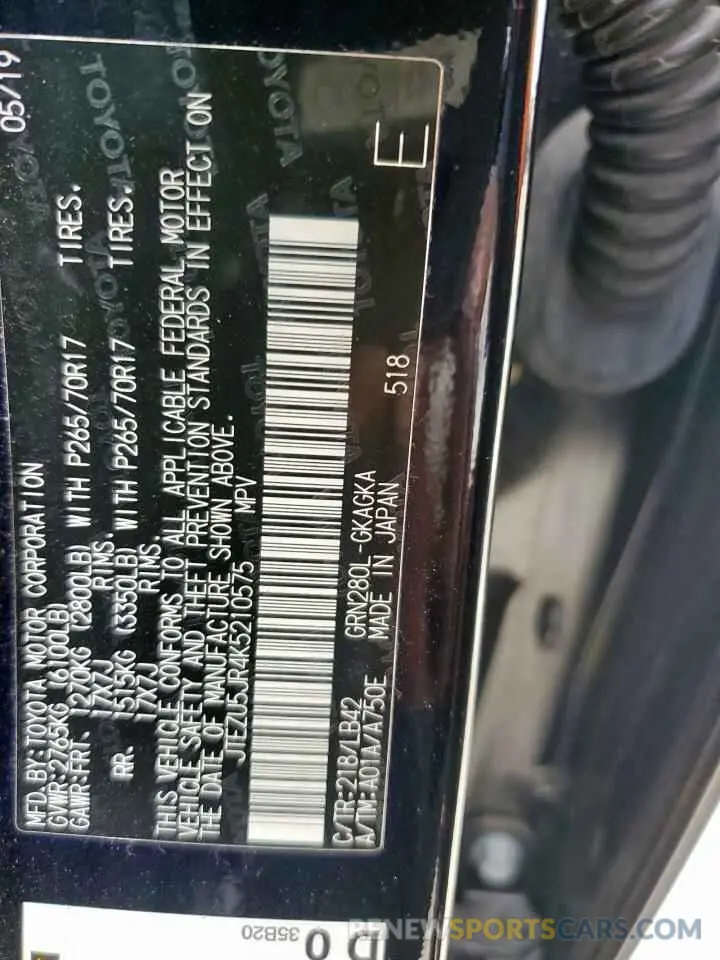 MFD. BY:TOYOTA MOTOR CORPORATION 05/19
GVWR:2765KG (6100LB)
GAWR:FRT. 1270KG (2800LB) WITH P265/70R17 TIRES.
17X7J RIMS.
RR. 1515KG (3350LB) WITH P265/70R17 TIRES.
17X7J RIMS.
THIS VEHICLE CONFORMS TO ALL APPLICABLE FEDERAL MOTOR
VEHICLE SAFETY AND THEFT PREVENTION STANDARDS IN EFFECT ON
THE DATE OF MANUFACTURE SHOWN ABOVE.
JTEZU5JR4K5210575 MPV
C/TR:218/LB42 GRN280L-GKAGKA 518
A/TM:A01A/A750E MADE IN JAPAN E
35B20
RENEWSPORTSCARS.COM